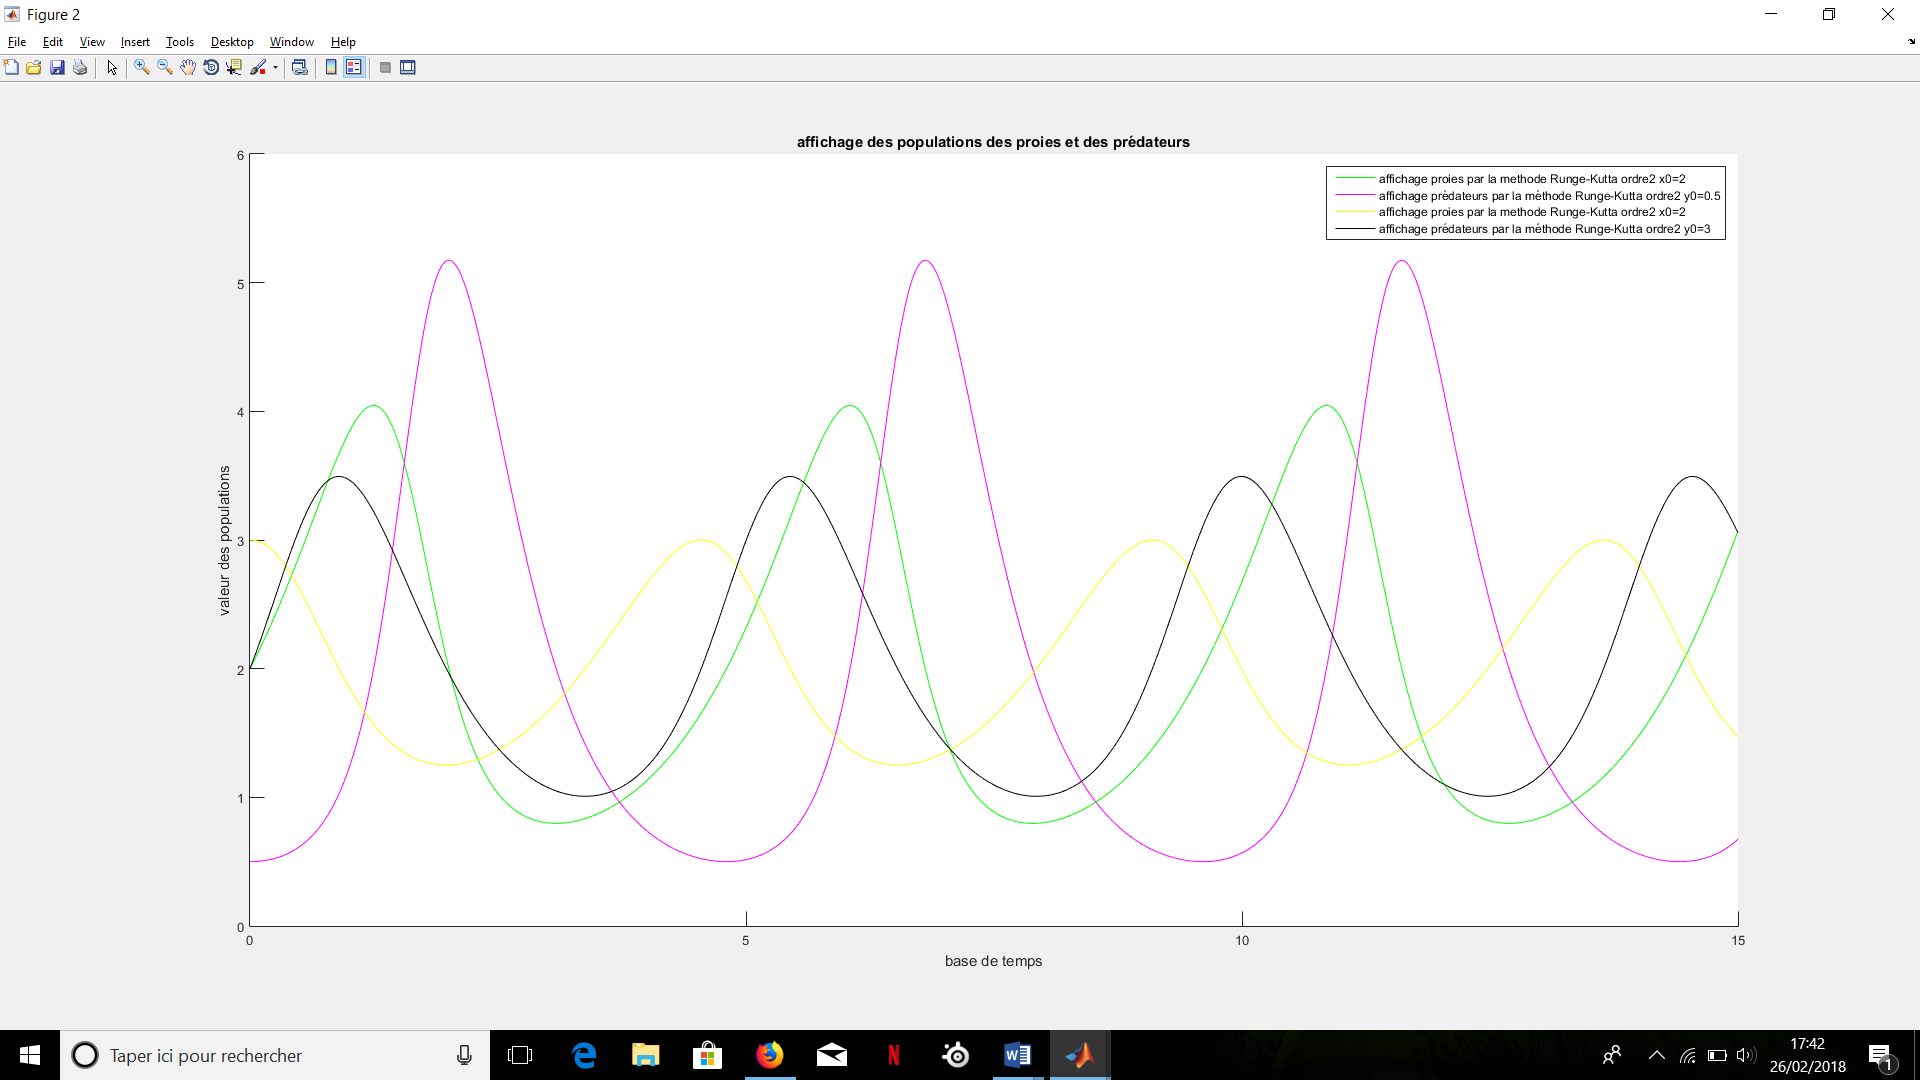 Figure 2
File Edit View Insert Tools Desktop Window Help
affichage des populations des proies et des prédateurs
affichage proies par la methode Runge-Kutta ordre2 x0=2
affichage prédateurs par la méthode Runge-Kutta ordre2 y0=0.5
affichage proies par la methode Runge-Kutta ordre2 x0=2
affichage prédateurs par la méthode Runge-Kutta ordre2 y0=3
valeur des populations
6
5
4
3
2
1
0
0 5 10 15
base de temps
Taper ici pour rechercher
17:42
26/02/2018
1